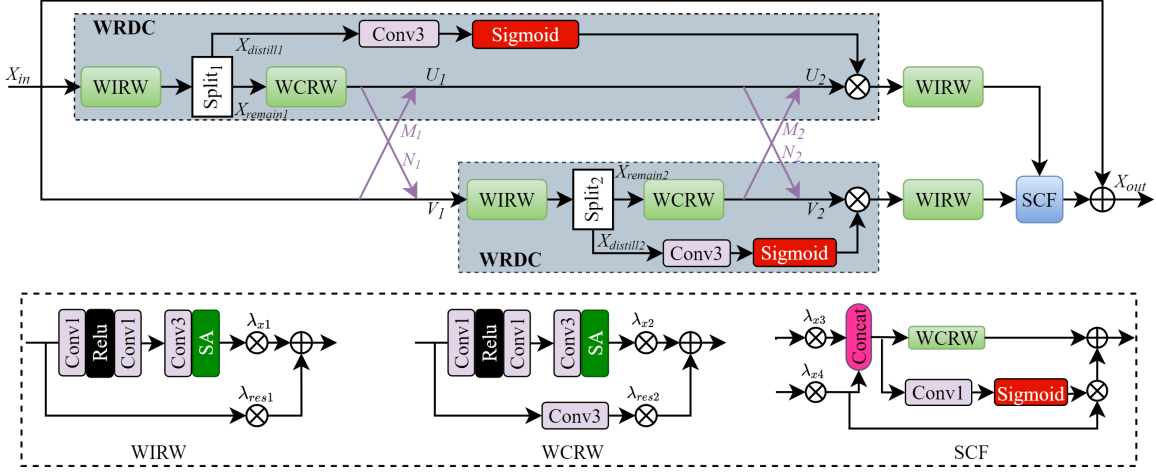 WRDC
X_distill1
Conv3
Sigmoid
X_in
WIRW
Split_1
WCRW
U_1
U_2
WIRW
X_remain1
M_1
M_2
N_1
N_2
X_remain2
X_out
WIRW
Split_2
WCRW
WIRW
SCF
V_1
V_2
X_distill2
Conv3
Sigmoid
WRDC
Conv1
Relu
Conv1
Conv3
SA
λ_x1
λ_res1
WIRW
Conv1
Relu
Conv1
Conv3
SA
λ_x2
Conv3
λ_res2
WCRW
λ_x3
Concat
WCRW
λ_x4
Conv1
Sigmoid
SCF